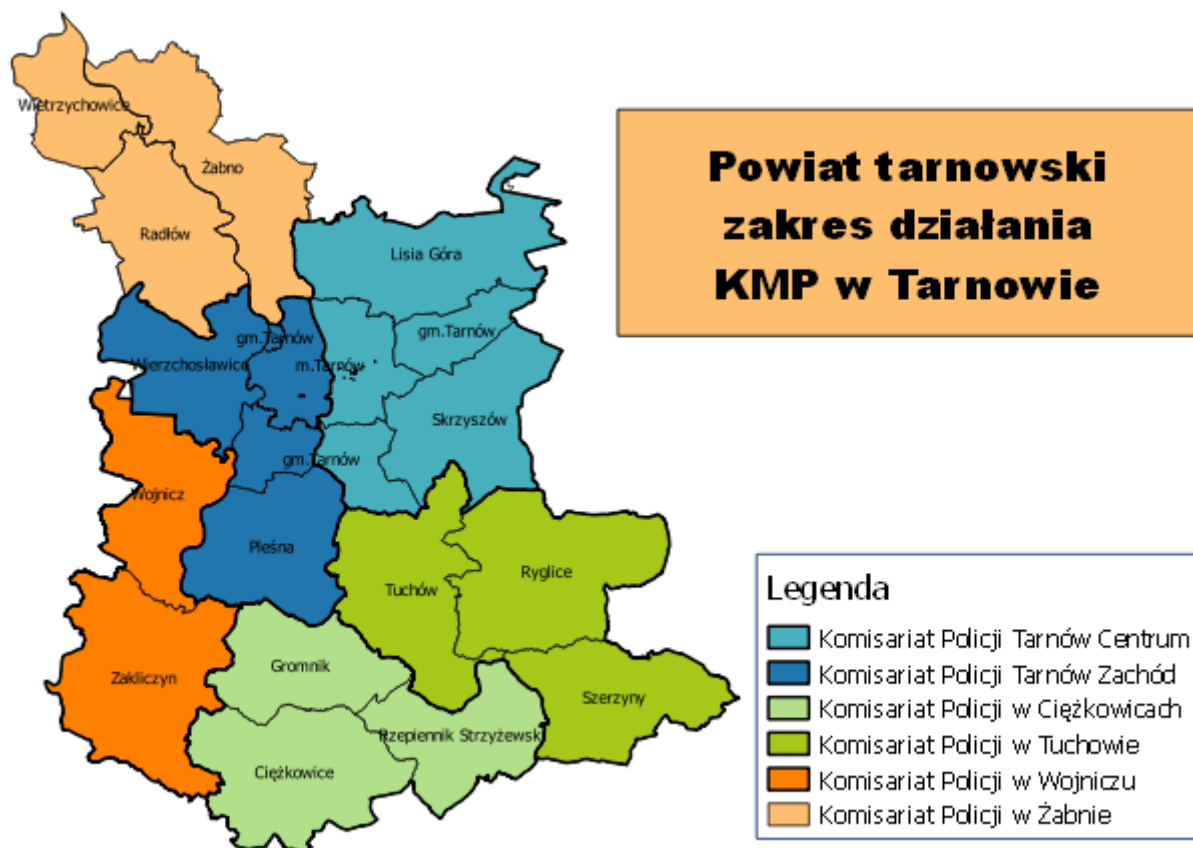 Wietrzychowice
Żabno
Radłów
Lisia Góra
gm.Tarnów
gm.Tarnów
Wierzchosławice
m.Tarnów
Skrzyszów
gm.Tarnów
Wojnicz
Pleśna
Tuchów
Ryglice
Gromnik
Zakliczyn
Szerzyny
Rzepiennik Strzyżewsk
Ciężkowice
Powiat tarnowski
zakres działania
KMP w Tarnowie
Legenda
Komisariat Policji Tarnów Centrum
Komisariat Policji Tarnów Zachód
Komisariat Policji w Ciężkowicach
Komisariat Policji w Tuchowie
Komisariat Policji w Wojniczu
Komisariat Policji w Żabnie